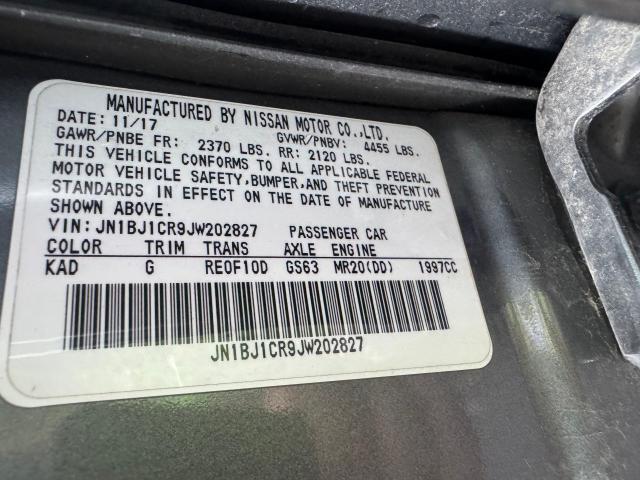 MANUFACTURED BY NISSAN MOTOR CO.,LTD.
DATE: 11/17 GVWR/PNBV: 4455 LBS.
GAWR/PNBE FR: 2370 LBS. RR: 2120 LBS.
THIS VEHICLE CONFORMS TO ALL APPLICABLE FEDERAL
MOTOR VEHICLE SAFETY,BUMPER,AND THEFT PREVENTION
STANDARDS IN EFFECT ON THE DATE OF MANUFACTURE
SHOWN ABOVE.
VIN: JN1BJ1CR9JW202827 PASSENGER CAR
COLOR TRIM TRANS AXLE ENGINE
KAD G RE0F10D GS63 MR20(DD) 1997CC
JN1BJ1CR9JW202827